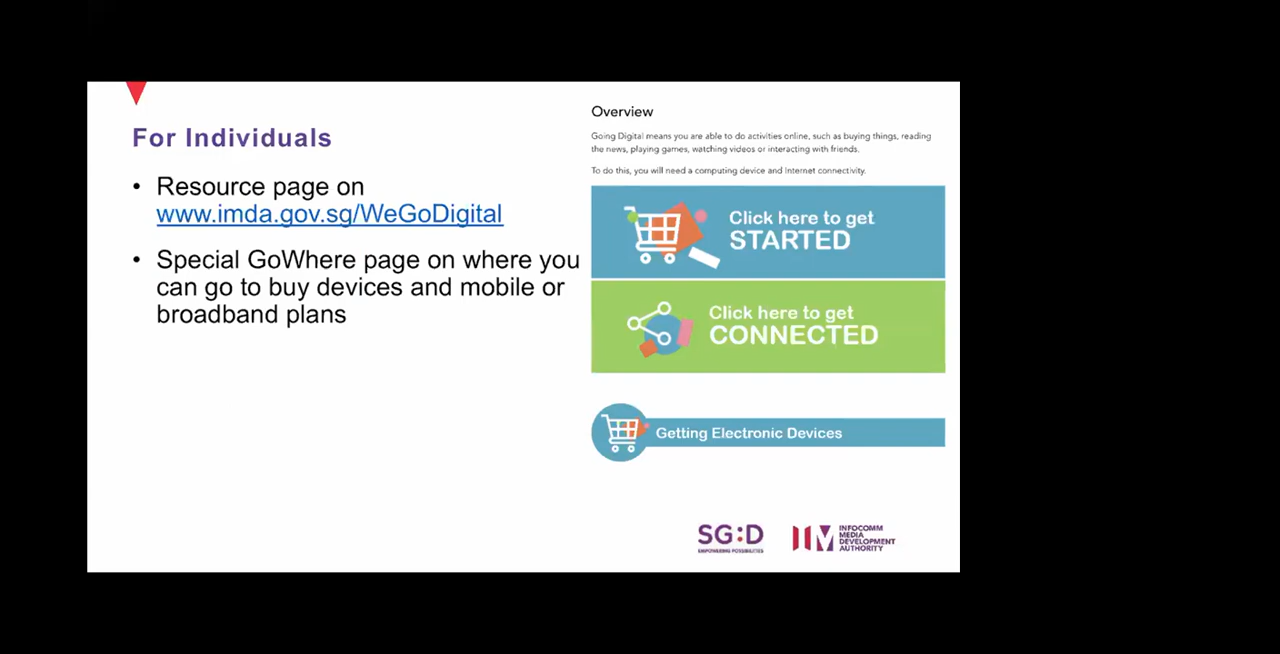 For Individuals
• Resource page on
www.imda.gov.sg/WeGoDigital
• Special GoWhere page on where you
can go to buy devices and mobile or
broadband plans
Overview
Going Digital means you are able to do activities online, such as buying things, reading
the news, playing games, watching videos or interacting with friends.
To do this, you will need a computing device and Internet connectivity.
Click here to get
STARTED
Click here to get
CONNECTED
Getting Electronic Devices
SG:D
EMPOWERING POSSIBILITIES
INFOCOMM
MEDIA
DEVELOPMENT
AUTHORITY